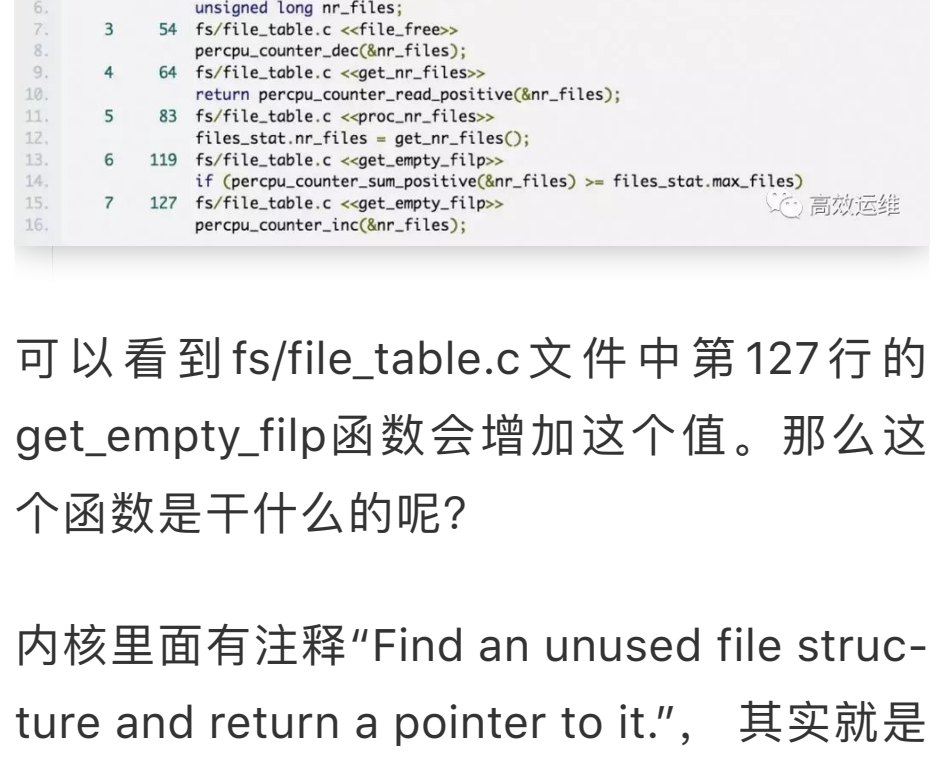 6. unsigned long nr_files;
7. 3 54 fs/file_table.c <<file_free>>
8. percpu_counter_dec(&nr_files);
9. 4 64 fs/file_table.c <<get_nr_files>>
10. return percpu_counter_read_positive(&nr_files);
11. 5 83 fs/file_table.c <<proc_nr_files>>
12. files_stat.nr_files = get_nr_files();
13. 6 119 fs/file_table.c <<get_empty_filp>>
14. if (percpu_counter_sum_positive(&nr_files) >= files_stat.max_files)
15. 7 127 fs/file_table.c <<get_empty_filp>>
高效运维
16. percpu_counter_inc(&nr_files);
可以看到fs/file_table.c文件中第127行的
get_empty_filp函数会增加这个值。那么这
个函数是干什么的呢?
内核里面有注释“Find an unused file struc-
ture and return a pointer to it.”, 其实就是